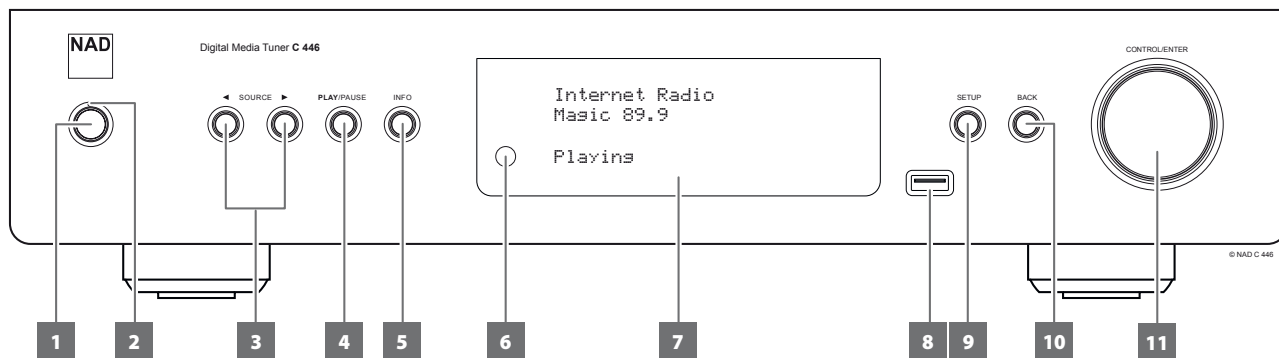 NAD
Digital Media Tuner C 446
◄ SOURCE ►
PLAY/PAUSE
INFO
Internet Radio
Magic 89.9
Playing
SETUP
BACK
CONTROL/ENTER
© NAD C 446
1
2
3
4
5
6
7
8
9
10
11